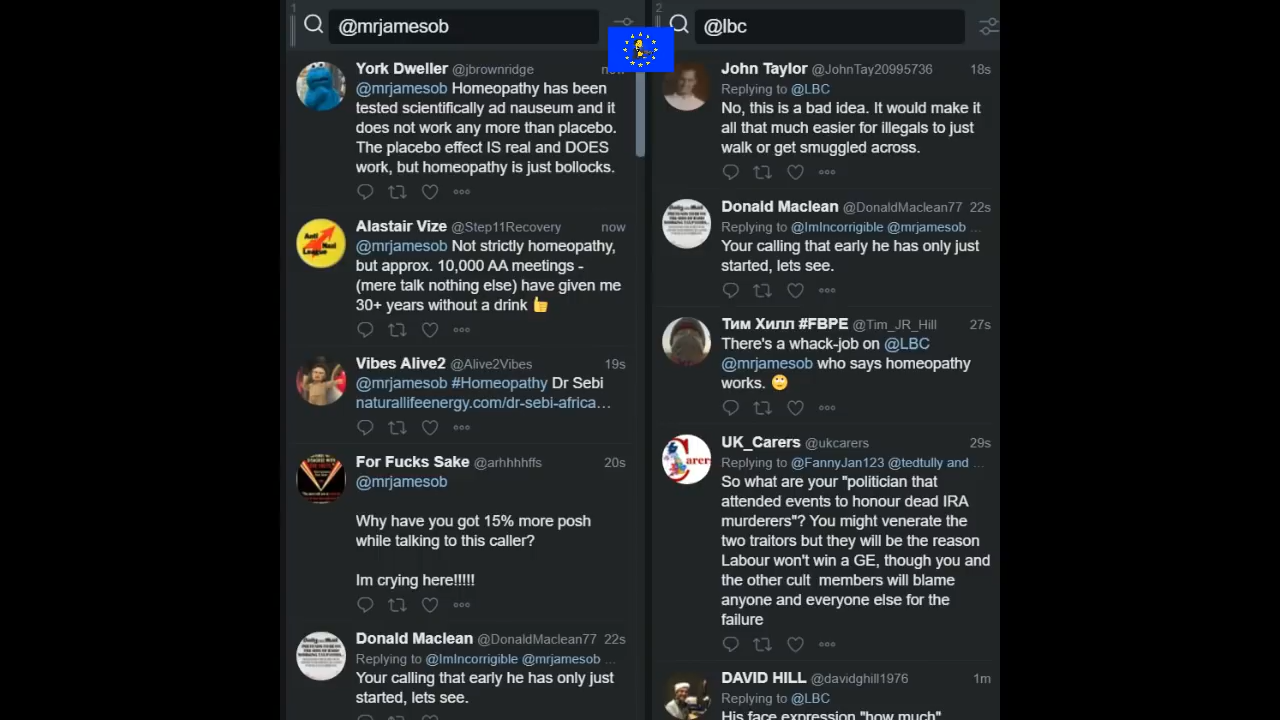 1
@mrjamesob
York Dweller @jbrownridge now
@mrjamesob Homeopathy has been
tested scientifically ad nauseum and it
does not work any more than placebo.
The placebo effect IS real and DOES
work, but homeopathy is just bollocks.
Alastairize @Step11Recovery now
@mrjamesob Not strictly homeopathy,
but approx. 10,000 AA meetings -
(mere talk nothing else) have given me
30+ years without a drink 👍
Vibes Alive2 @Alive2Vibes 19s
@mrjamesob #Homeopathy Dr Sebi
naturallifeenergy.com/dr-sebi-africa…
For Fucks Sake @arhhhhffs 20s
@mrjamesob
Why have you got 15% more posh
while talking to this caller?
Im crying here!!!!!
Donald Maclean @DonaldMaclean77 22s
Replying to @ImIncorrigible @mrjamesob ...
Your calling that early he has only just
started, lets see.
2
@lbc
John Taylor @JohnTay20995736 18s
Replying to @LBC
No, this is a bad idea. It would make it
all that much easier for illegals to just
walk or get smuggled across.
Donald Maclean @DonaldMaclean77 22s
Replying to @ImIncorrigible @mrjamesob ...
Your calling that early he has only just
started, lets see.
Тим Хилл #FBPE @Tim_JR_Hill 27s
There's a whack-job on @LBC
@mrjamesob who says homeopathy
works. 🙄
UK_Carers @ukcarers 29s
Replying to @FannyJan123 @tedtully and ...
So what are your "politician that
attended events to honour dead IRA
murderers"? You might venerate the
two traitors but they will be the reason
Labour won't win a GE, though you and
the other cult members will blame
anyone and everyone else for the
failure
DAVID HILL @davidghill1976 1m
Replying to @LBC
His face expression "how much"
Anti
Nazi
League